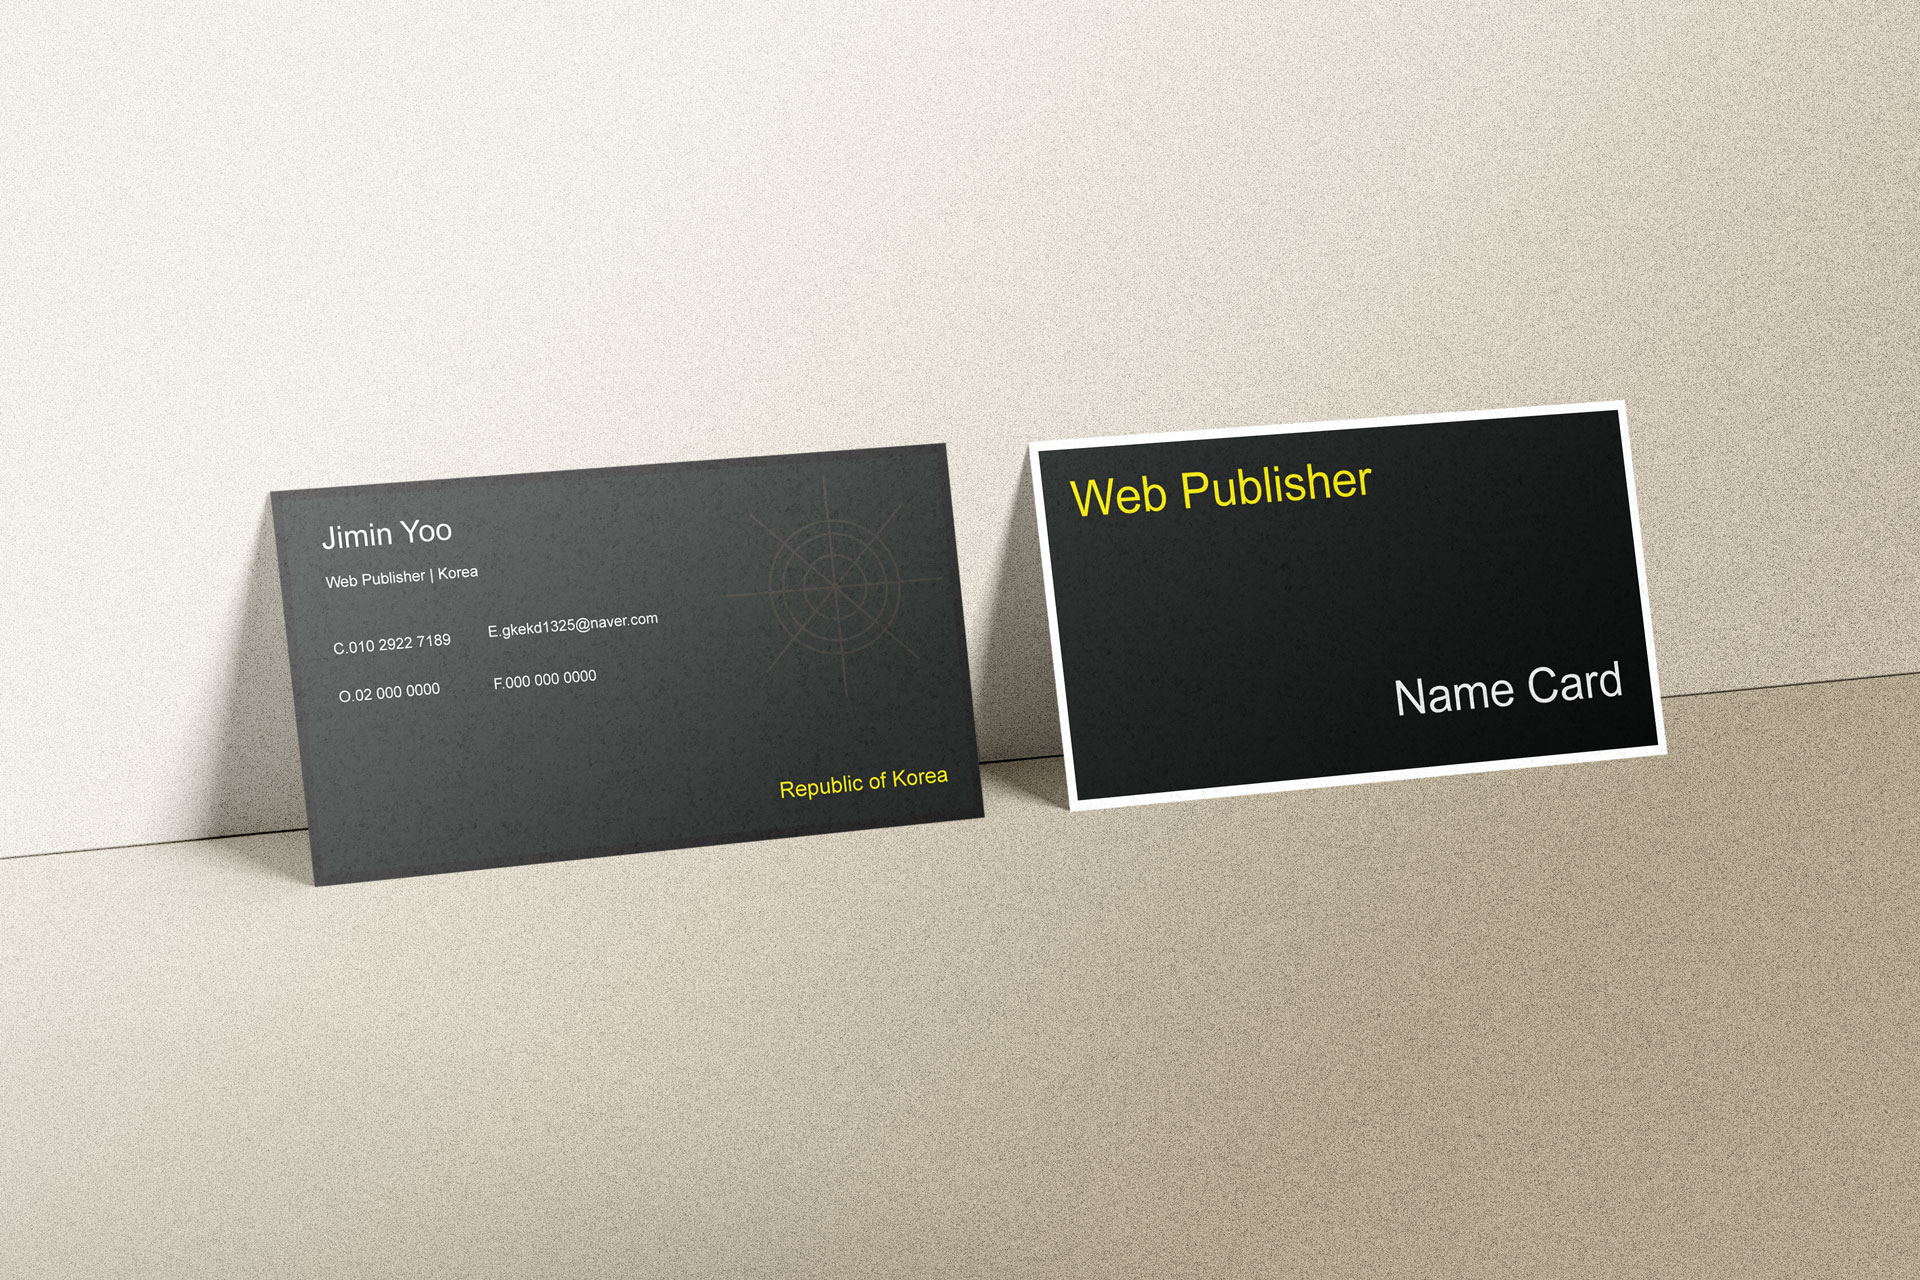 Jimin Yoo
Web Publisher | Korea
C.010 2922 7189
E.gkekd1325@naver.com
O.02 000 0000
F.000 000 0000
Republic of Korea
Web Publisher
Name Card